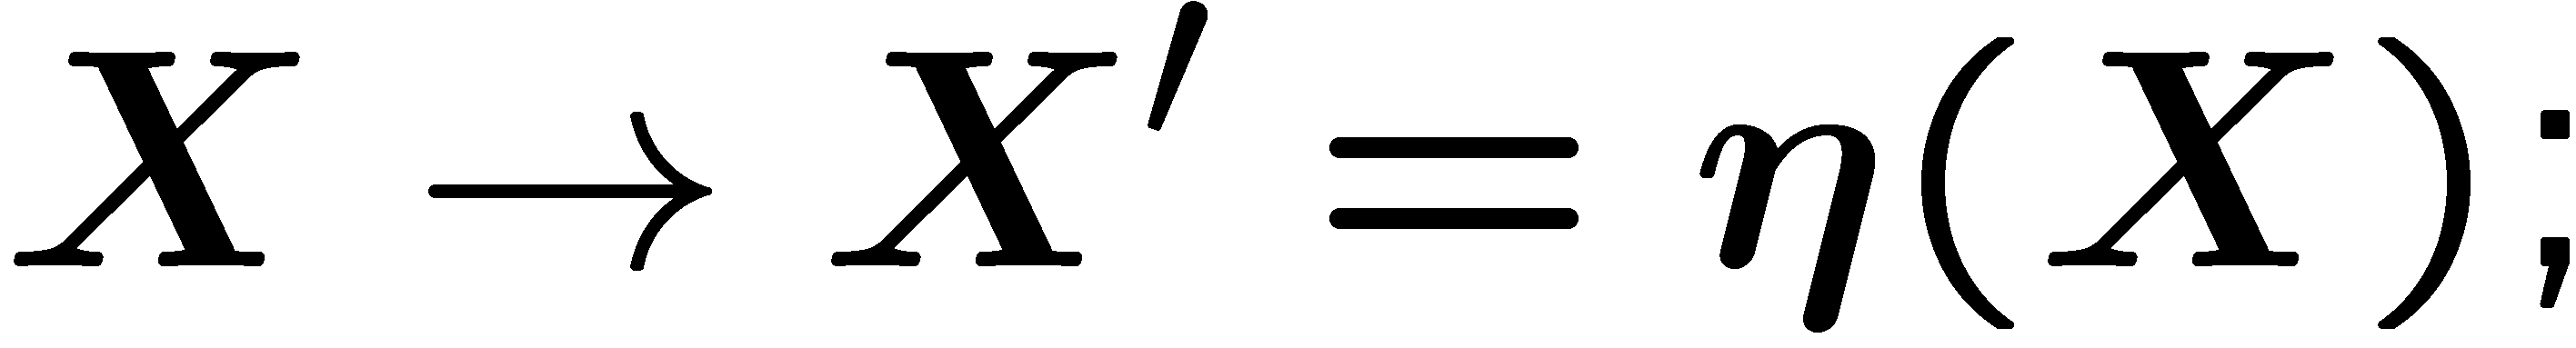 X → X′ = η(X);